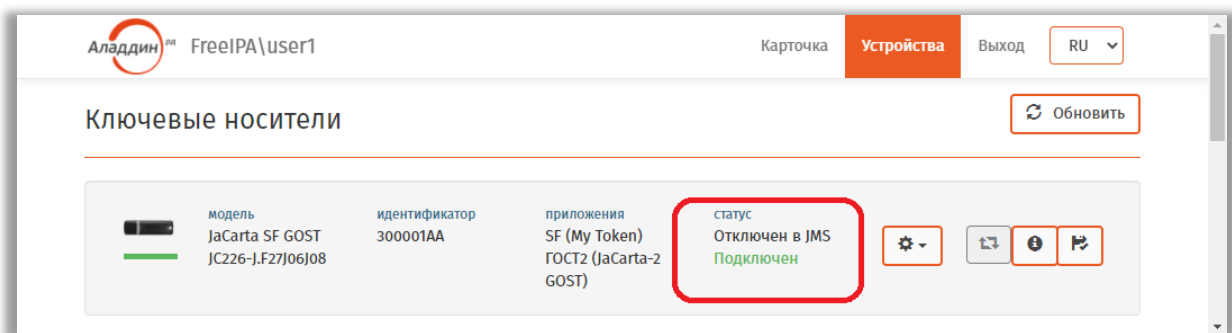 Аладдин РД FreeIPA\user1 Карточка Устройства Выход RU
Ключевые носители
Обновить
модель
JaCarta SF GOST
JC226-J.F27J06J08
идентификатор
300001AA
приложения
SF (My Token)
ГОСТ2 (JaCarta-2
GOST)
статус
Отключен в JMS
Подключен